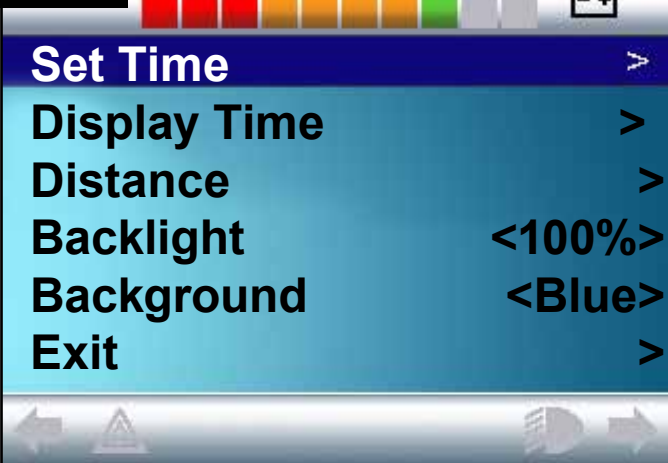 Set Time >
Display Time >
Distance >
Backlight <100%>
Background <Blue>
Exit >